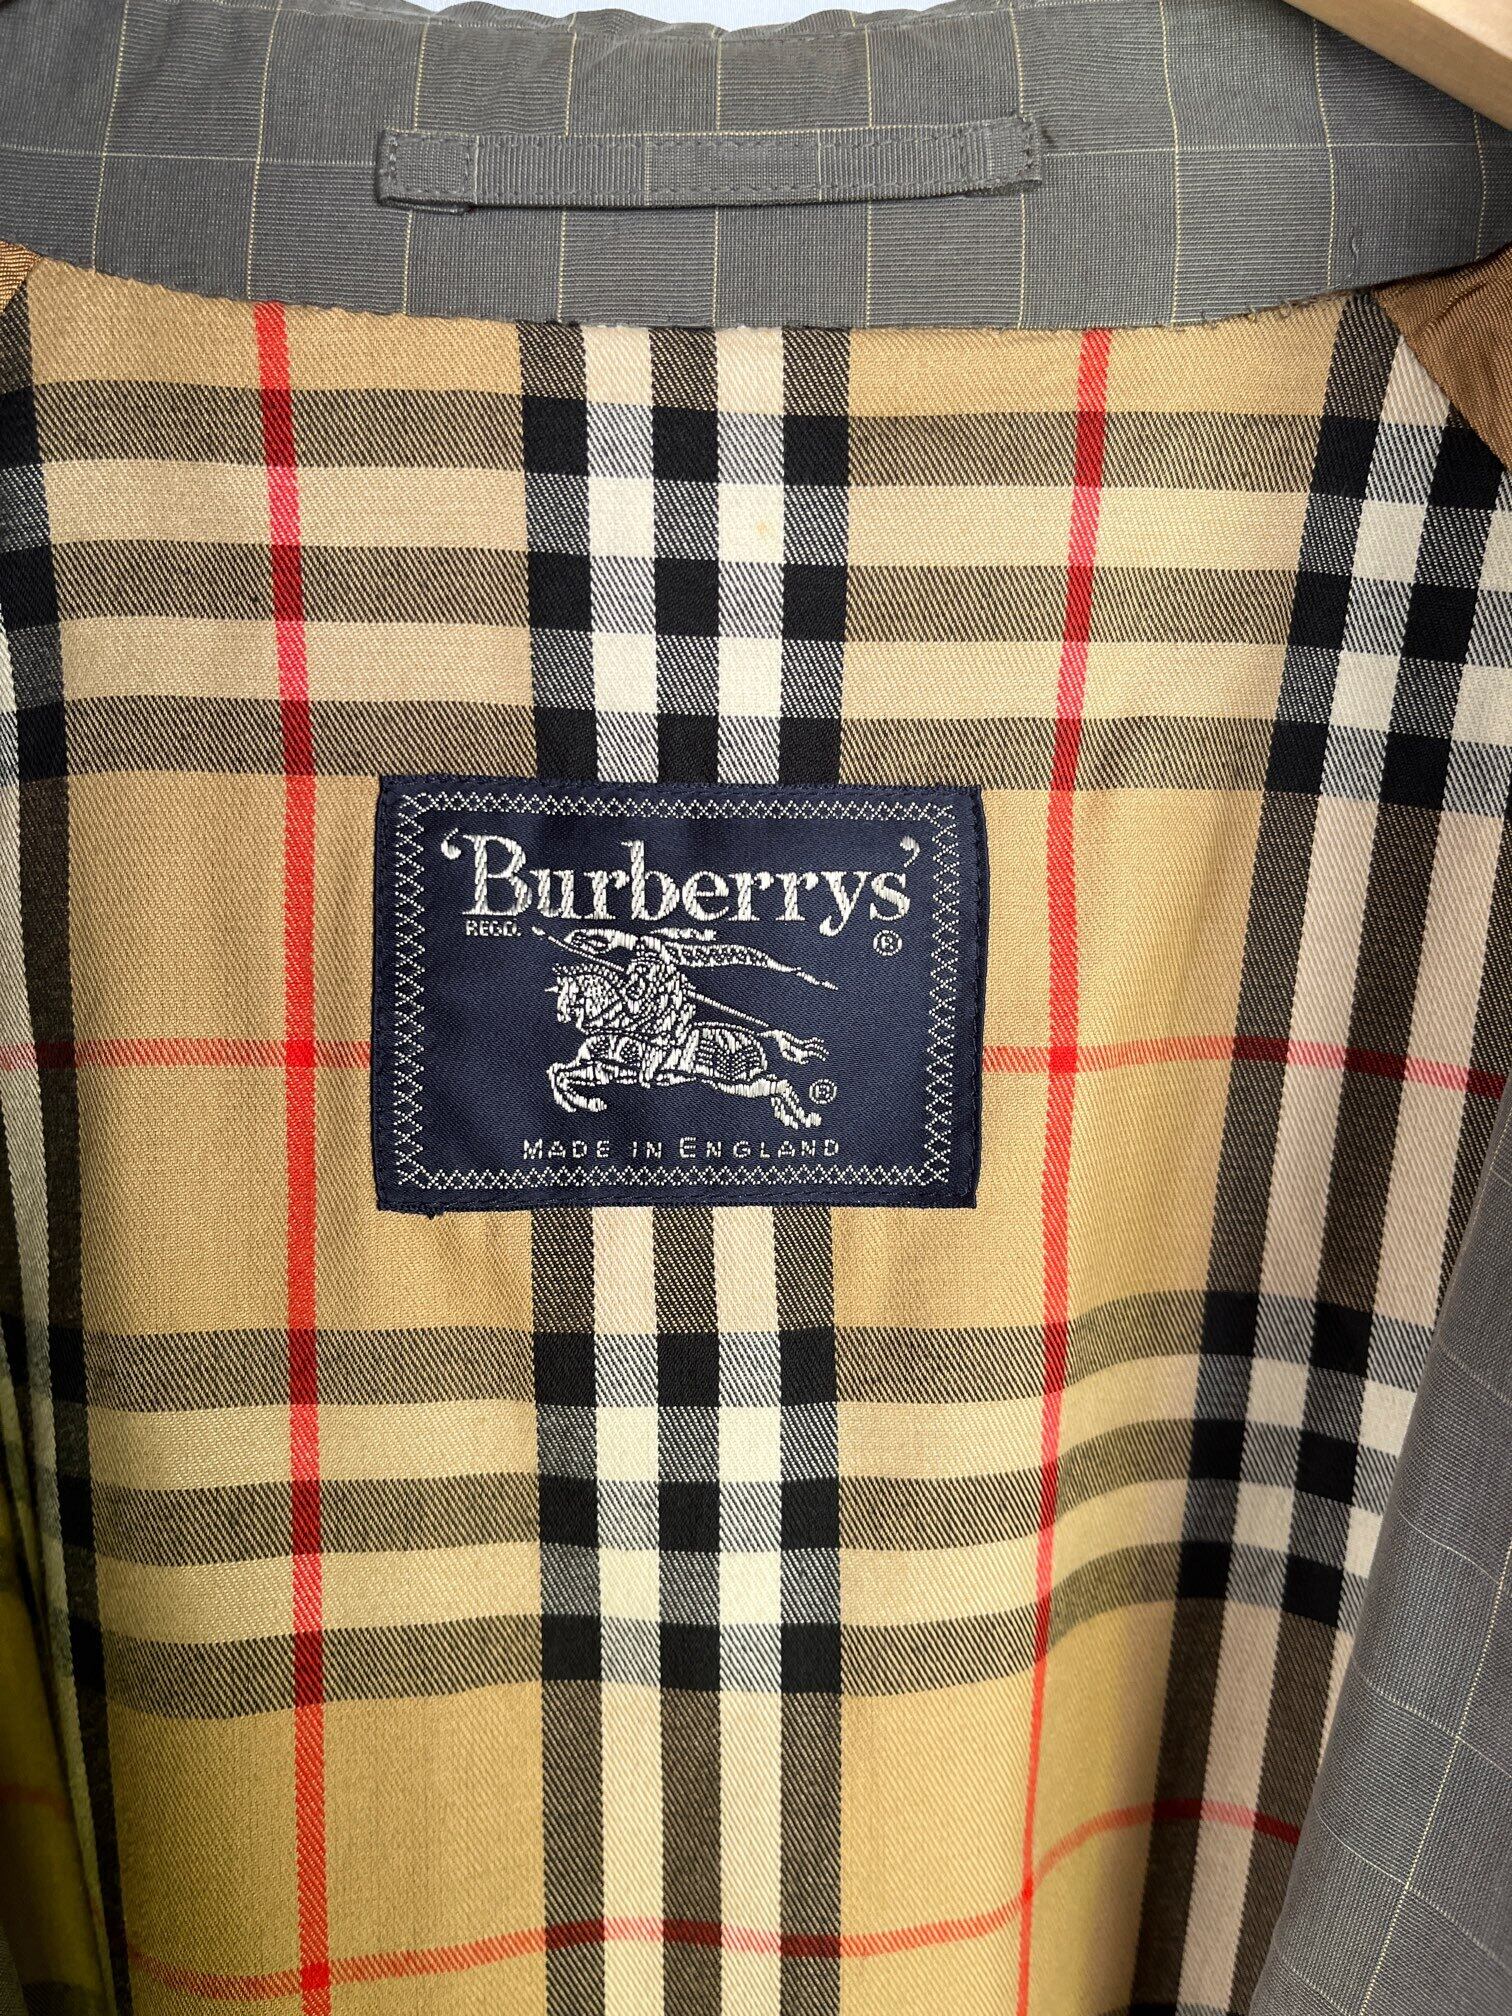 ‘Burberrys’
REGD. ®
®
MADE IN ENGLAND